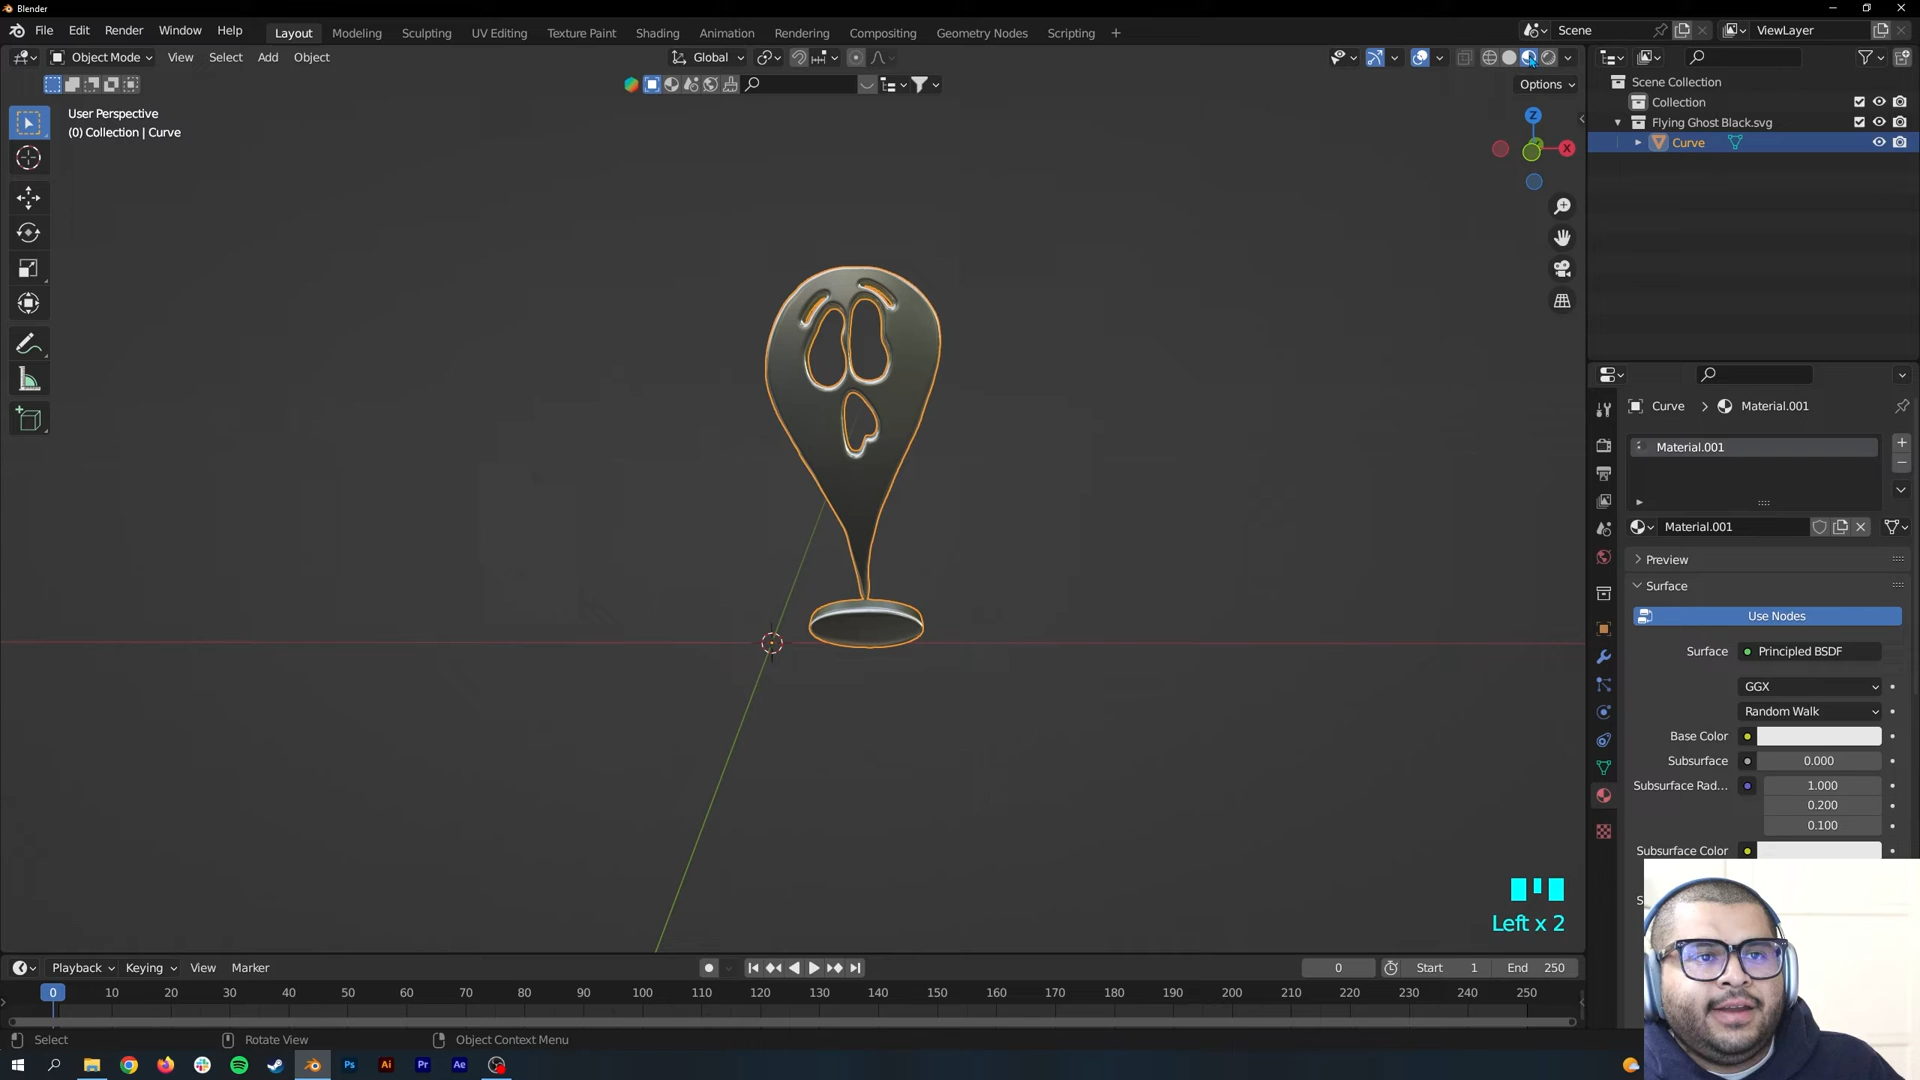 Blender
File Edit Render Window Help Layout Modeling Sculpting UV Editing Texture Paint Shading Animation Rendering Compositing Geometry Nodes Scripting + Scene ViewLayer
Object Mode View Select Add Object Global
Options
User Perspective
(0) Collection | Curve
Z
X
Scene Collection
Collection
Flying Ghost Black.svg
Curve
Curve > Material.001
Material.001
Material.001
Preview
Surface
Use Nodes
Surface Principled BSDF
GGX
Random Walk
Base Color
Subsurface 0.000
Subsurface Rad... 1.000
0.200
0.100
Subsurface Color
S
Left x 2
Playback Keying View Marker 0 Start 1 End 250
0 10 20 30 40 50 60 70 80 90 100 110 120 130 140 150 160 170 180 190 200 210 220 230 240 250
Select Rotate View Object Context Menu
Ps Ai Pr Ae